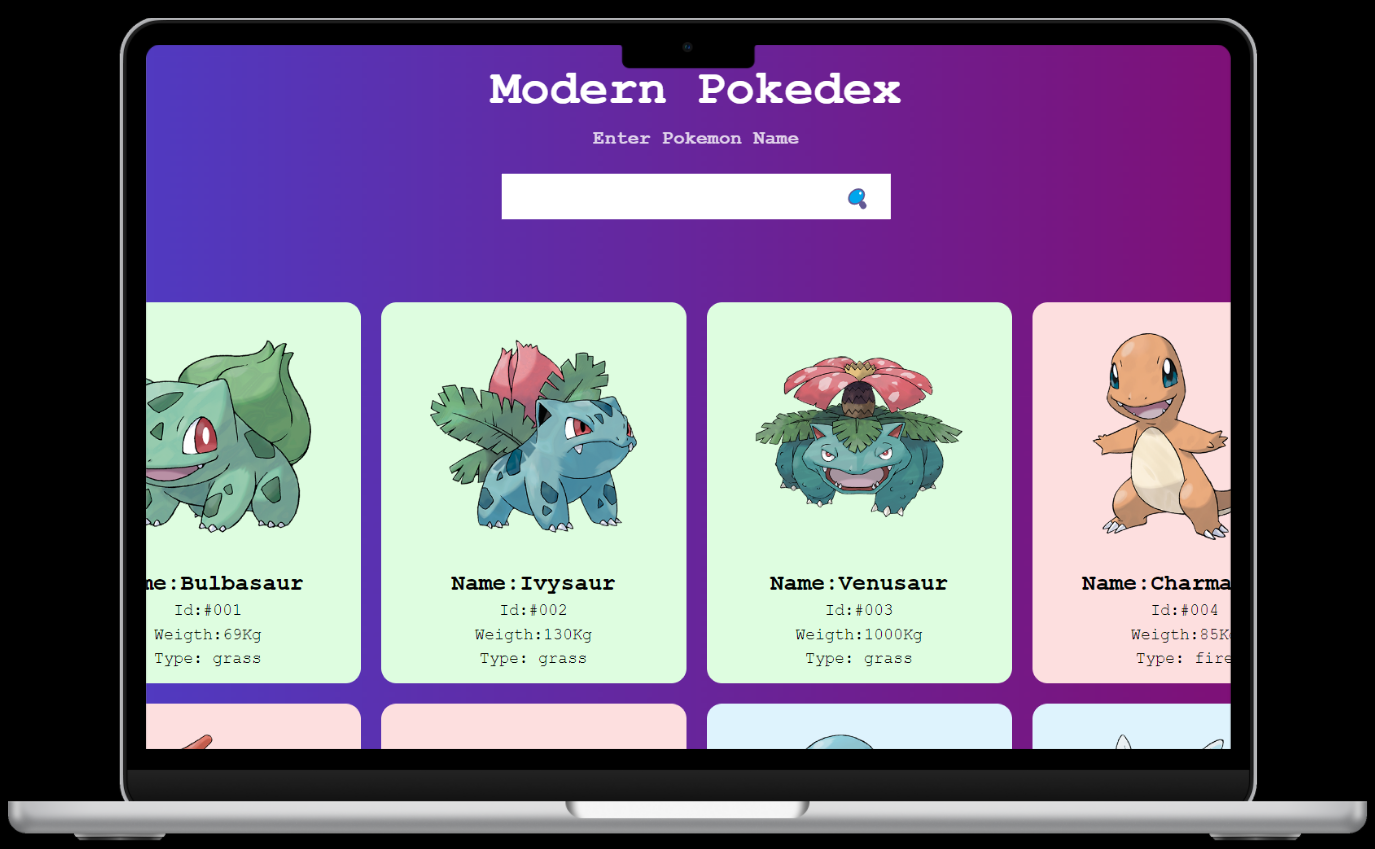 Modern Pokedex
Enter Pokemon Name
me:Bulbasaur
Id:#001
Weigth:69Kg
Type: grass
Name:Ivysaur
Id:#002
Weigth:130Kg
Type: grass
Name:Venusaur
Id:#003
Weigth:1000Kg
Type: grass
Name:Charma
Id:#004
Weigth:85K
Type: fire